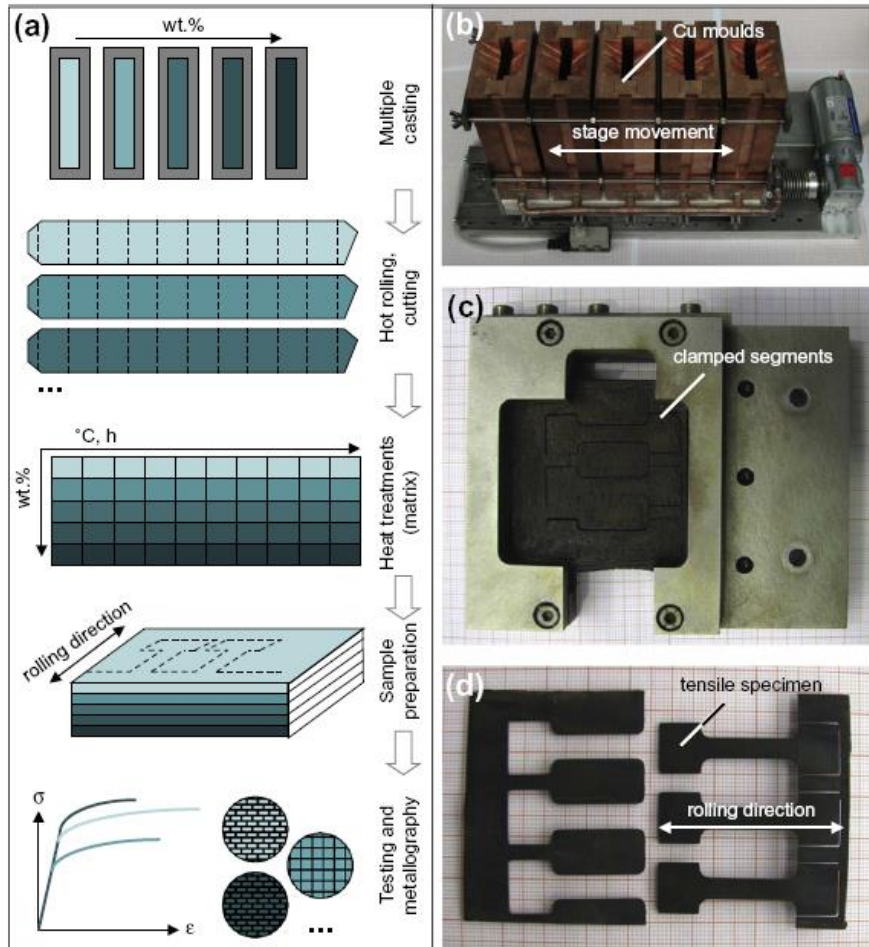 (a)
wt.%
Multiple
casting
Hot rolling,
cutting
...
°C, h
wt.%
Heat treatments
(matrix)
rolling direction
Sample
preparation
σ
ε
...
Testing and
metallography
(b)
Cu moulds
stage movement
(c)
clamped segments
(d)
tensile specimen
rolling direction